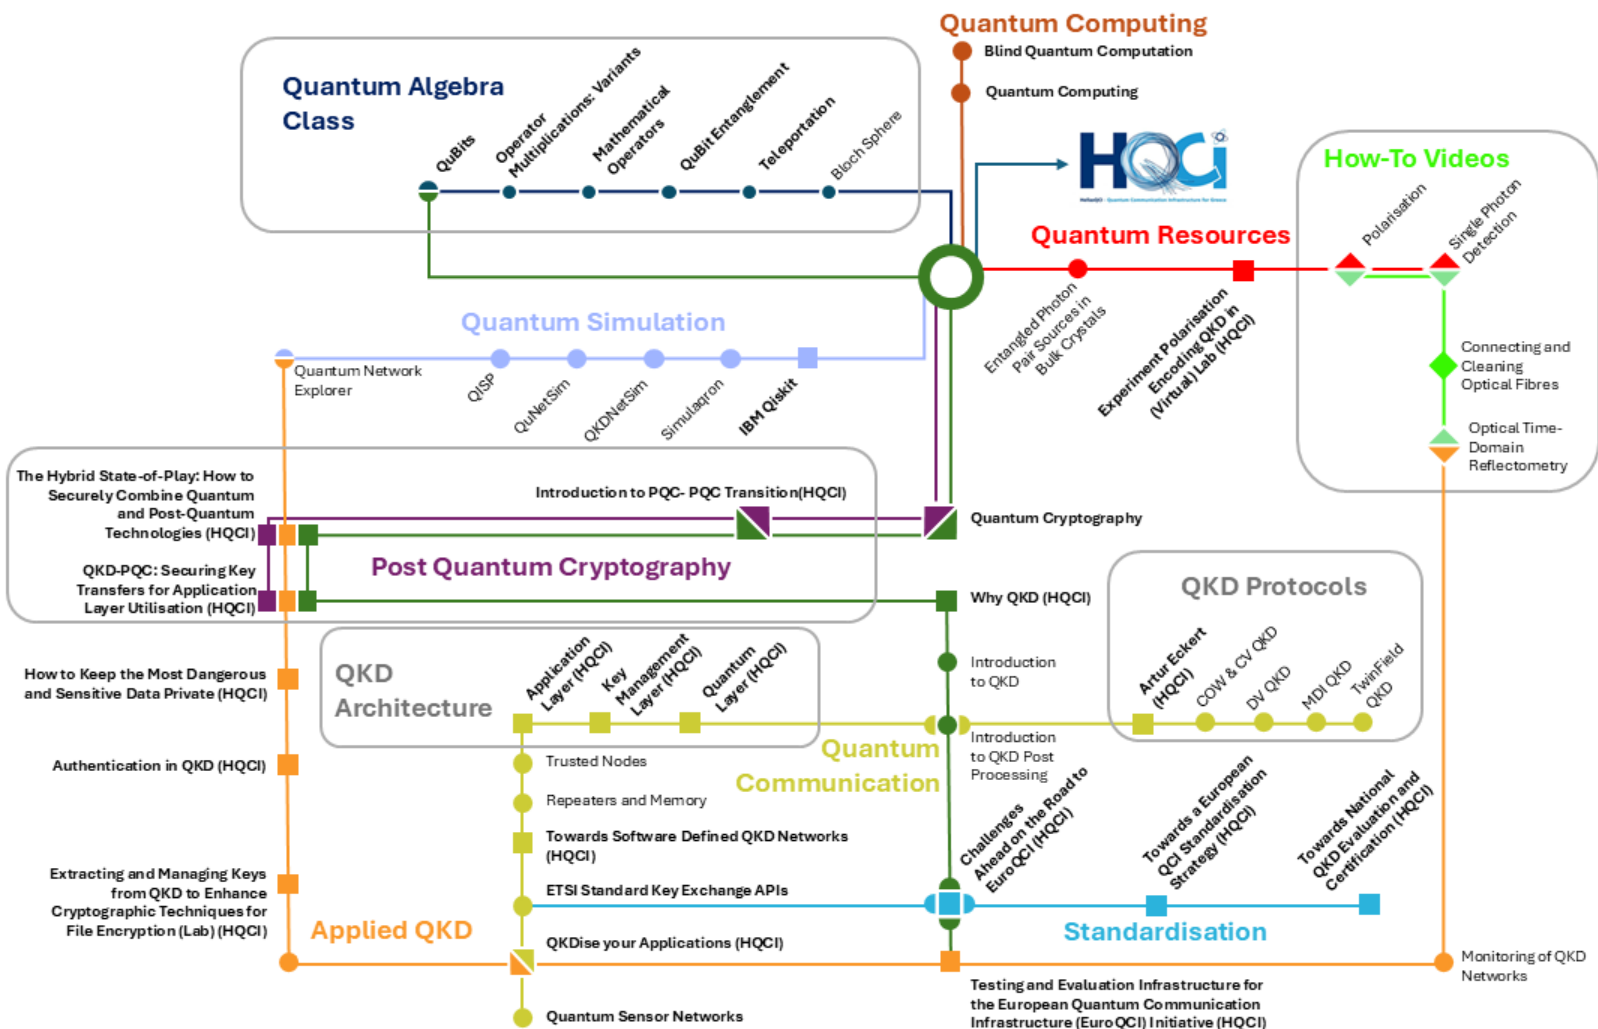 Quantum Computing
Blind Quantum Computation
Quantum Computing
Quantum Algebra
Class
QuBits
Operator
Multiplications: Variants
Mathematical
Operators
QuBit Entanglement
Teleportation
Bloch Sphere
HQCI
HellasQCI - Quantum Communication Infrastructure for Greece
How-To Videos
Polarisation
Single Photon
Detection
Connecting and
Cleaning
Optical Fibres
Optical Time-
Domain
Reflectometry
Quantum Resources
Entangled Photon
Pair Sources in
Bulk Crystals
Experiment Polarisation
Encoding QKD in
(Virtual) Lab (HQCI)
Quantum Simulation
Quantum Network
Explorer
QISP
QuNetSim
QKDNetSim
Simulaqron
IBM Qiskit
The Hybrid State-of-Play: How to
Securely Combine Quantum
and Post-Quantum
Technologies (HQCI)
Introduction to PQC- PQC Transition(HQCI)
Quantum Cryptography
QKD-PQC: Securing Key
Transfers for Application
Layer Utilisation (HQCI)
Post Quantum Cryptography
Why QKD (HQCI)
Introduction
to QKD
Introduction
to QKD Post
Processing
QKD Protocols
Artur Eckert
(HQCI)
COW & CV QKD
DV QKD
MDI QKD
TwinField
QKD
QKD
Architecture
Application
Layer (HQCI)
Key
Management
Layer (HQCI)
Quantum
Layer (HQCI)
Quantum
Communication
Trusted Nodes
Repeaters and Memory
Towards Software Defined QKD Networks
(HQCI)
ETSI Standard Key Exchange APIs
QKDise your Applications (HQCI)
Quantum Sensor Networks
How to Keep the Most Dangerous
and Sensitive Data Private (HQCI)
Authentication in QKD (HQCI)
Extracting and Managing Keys
from QKD to Enhance
Cryptographic Techniques for
File Encryption (Lab) (HQCI)
Applied QKD
Challenges
Ahead on the Road to
EuroQCI (HQCI)
Towards a European
QCI Standardisation
Strategy (HQCI)
Towards National
QKD Evaluation and
Certification (HQCI)
Standardisation
Monitoring of QKD
Networks
Testing and Evaluation Infrastructure for
the European Quantum Communication
Infrastructure (EuroQCI) Initiative (HQCI)